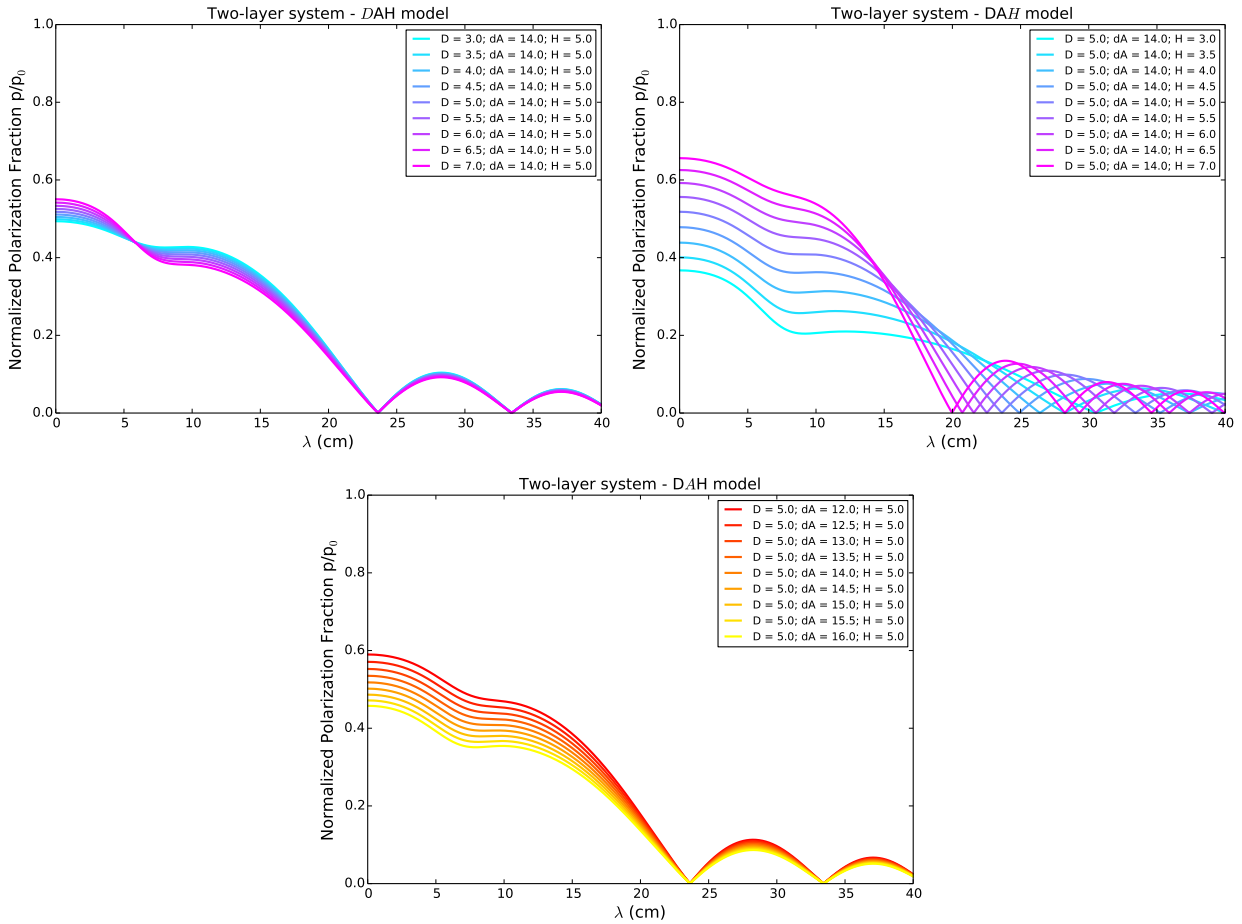 Two-layer system - DAH model
Normalized Polarization Fraction p/p0
1.0
0.8
0.6
0.4
0.2
0.0
D = 3.0; dA = 14.0; H = 5.0
D = 3.5; dA = 14.0; H = 5.0
D = 4.0; dA = 14.0; H = 5.0
D = 4.5; dA = 14.0; H = 5.0
D = 5.0; dA = 14.0; H = 5.0
D = 5.5; dA = 14.0; H = 5.0
D = 6.0; dA = 14.0; H = 5.0
D = 6.5; dA = 14.0; H = 5.0
D = 7.0; dA = 14.0; H = 5.0
0 5 10 15 20 25 30 35 40
λ (cm)
Two-layer system - DAH model
Normalized Polarization Fraction p/p0
1.0
0.8
0.6
0.4
0.2
0.0
D = 5.0; dA = 14.0; H = 3.0
D = 5.0; dA = 14.0; H = 3.5
D = 5.0; dA = 14.0; H = 4.0
D = 5.0; dA = 14.0; H = 4.5
D = 5.0; dA = 14.0; H = 5.0
D = 5.0; dA = 14.0; H = 5.5
D = 5.0; dA = 14.0; H = 6.0
D = 5.0; dA = 14.0; H = 6.5
D = 5.0; dA = 14.0; H = 7.0
0 5 10 15 20 25 30 35 40
λ (cm)
Two-layer system - DAH model
Normalized Polarization Fraction p/p0
1.0
0.8
0.6
0.4
0.2
0.0
D = 5.0; dA = 12.0; H = 5.0
D = 5.0; dA = 12.5; H = 5.0
D = 5.0; dA = 13.0; H = 5.0
D = 5.0; dA = 13.5; H = 5.0
D = 5.0; dA = 14.0; H = 5.0
D = 5.0; dA = 14.5; H = 5.0
D = 5.0; dA = 15.0; H = 5.0
D = 5.0; dA = 15.5; H = 5.0
D = 5.0; dA = 16.0; H = 5.0
0 5 10 15 20 25 30 35 40
λ (cm)